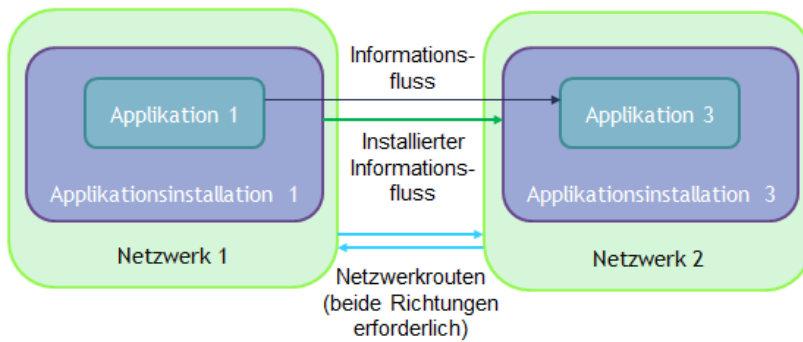 Applikation 1
Applikationsinstallation 1
Netzwerk 1
Informations-
fluss
Installierter
Informations-
fluss
Netzwerkrouten
(beide Richtungen
erforderlich)
Applikation 3
Applikationsinstallation 3
Netzwerk 2